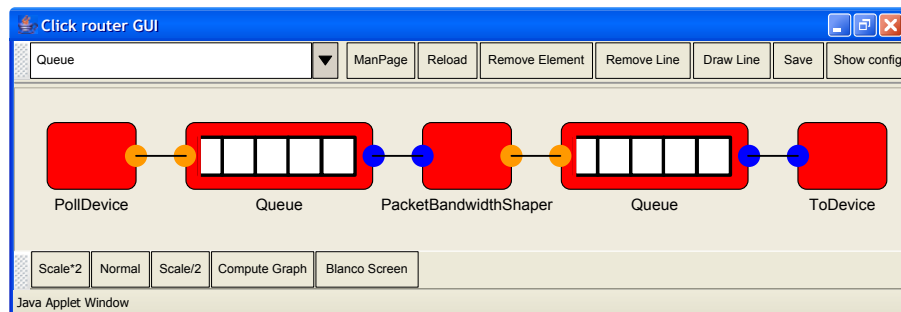 Click router GUI
Queue ManPage Reload Remove Element Remove Line Draw Line Save Show config
PollDevice Queue PacketBandwidthShaper Queue ToDevice
Scale*2 Normal Scale/2 Compute Graph Blanco Screen
Java Applet Window